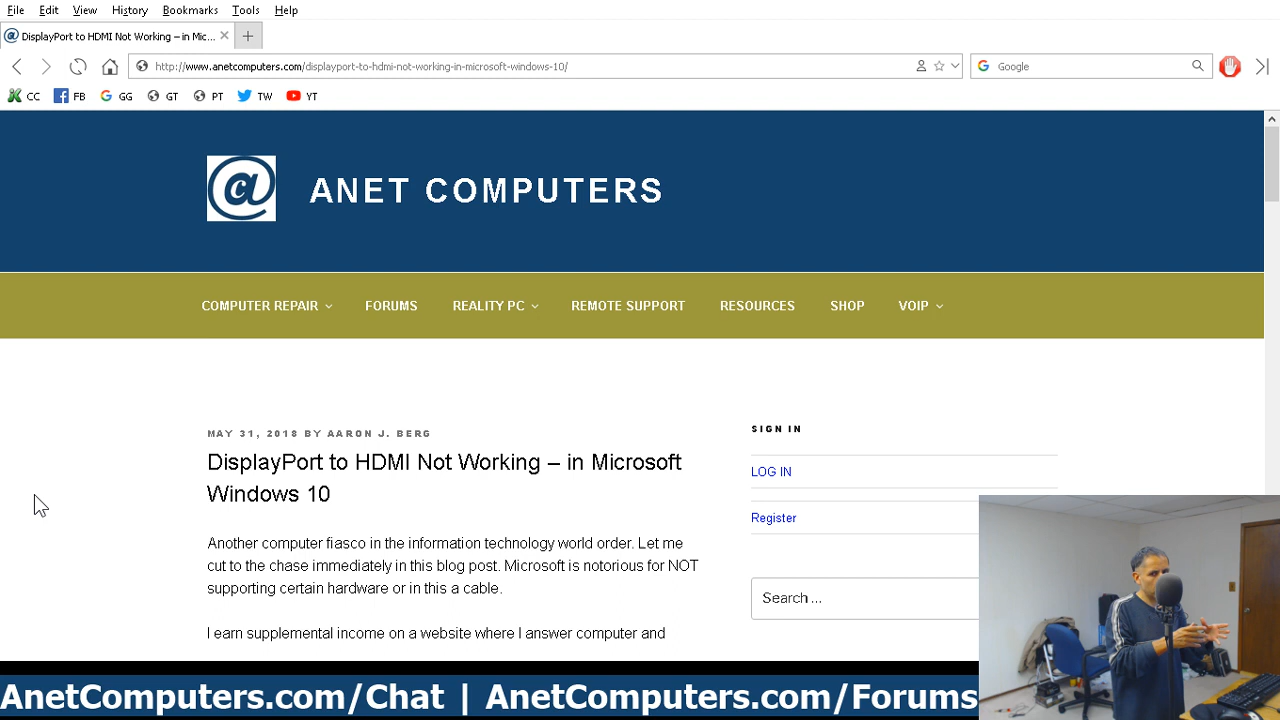 File Edit View History Bookmarks Tools Help
DisplayPort to HDMI Not Working – in Mic...
http://www.anetcomputers.com/displayport-to-hdmi-not-working-in-microsoft-windows-10/
Google
CC FB GG GT PT TW YT
@ ANET COMPUTERS
COMPUTER REPAIR FORUMS REALITY PC REMOTE SUPPORT RESOURCES SHOP VOIP
MAY 31, 2018 BY AARON J. BERG
DisplayPort to HDMI Not Working – in Microsoft
Windows 10
Another computer fiasco in the information technology world order. Let me
cut to the chase immediately in this blog post. Microsoft is notorious for NOT
supporting certain hardware or in this a cable.
I earn supplemental income on a website where I answer computer and
SIGN IN
LOG IN
Register
Search ...
AnetComputers.com/Chat | AnetComputers.com/Forums